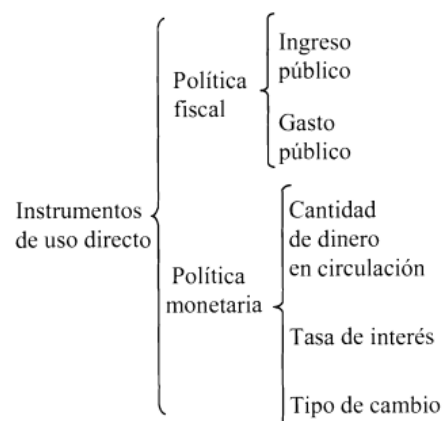 Instrumentos
de uso directo
Política
fiscal
Ingreso
público
Gasto
público
Política
monetaria
Cantidad
de dinero
en circulación
Tasa de interés
Tipo de cambio